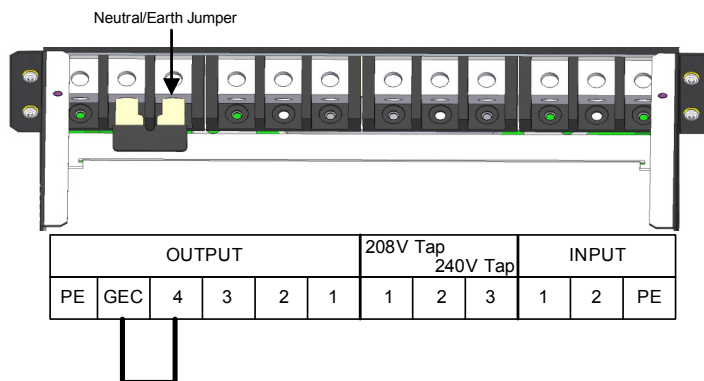 Neutral/Earth Jumper
OUTPUT
208V Tap
240V Tap
INPUT
PE GEC 4 3 2 1 1 2 3 1 2 PE